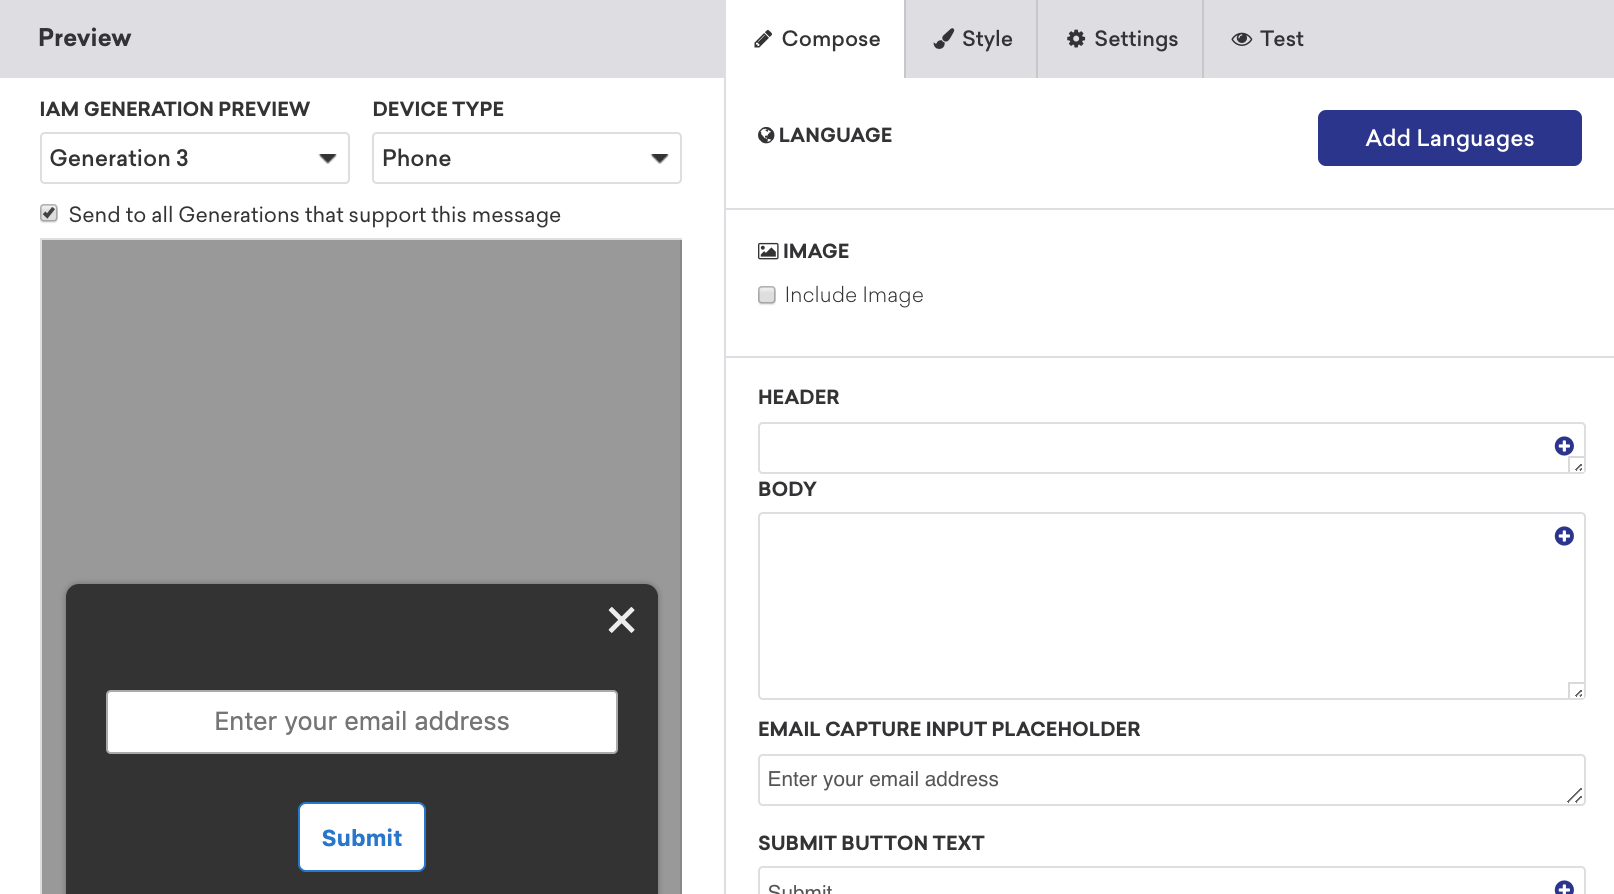 Preview
IAM GENERATION PREVIEW
DEVICE TYPE
Generation 3
Phone
Send to all Generations that support this message
Enter your email address
Submit
Compose
Style
Settings
Test
LANGUAGE
Add Languages
IMAGE
Include Image
HEADER
BODY
EMAIL CAPTURE INPUT PLACEHOLDER
Enter your email address
SUBMIT BUTTON TEXT
Submit